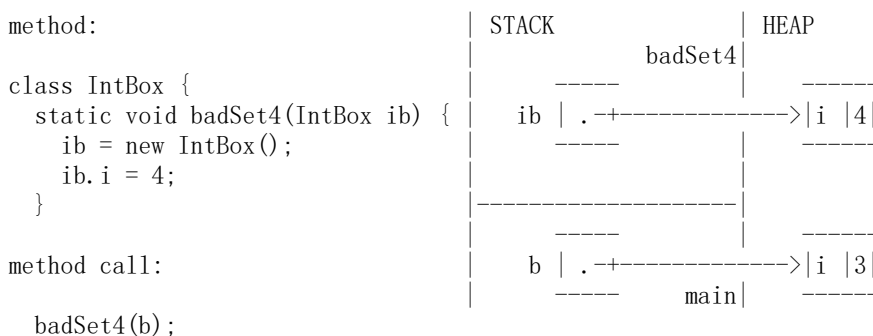 method:                            | STACK              | HEAP
                                   |            badSet4|
class IntBox {                     |      -----         |    ------
  static void badSet4(IntBox ib) { |   ib | .-+------------->|i |4|
    ib = new IntBox();             |      -----         |    ------
    ib.i = 4;                      |                    |
  }                                |--------------------|
                                   |      -----         |    ------
method call:                       |    b | .-+------------->|i |3|
                                   |      -----     main|    ------
  badSet4(b);